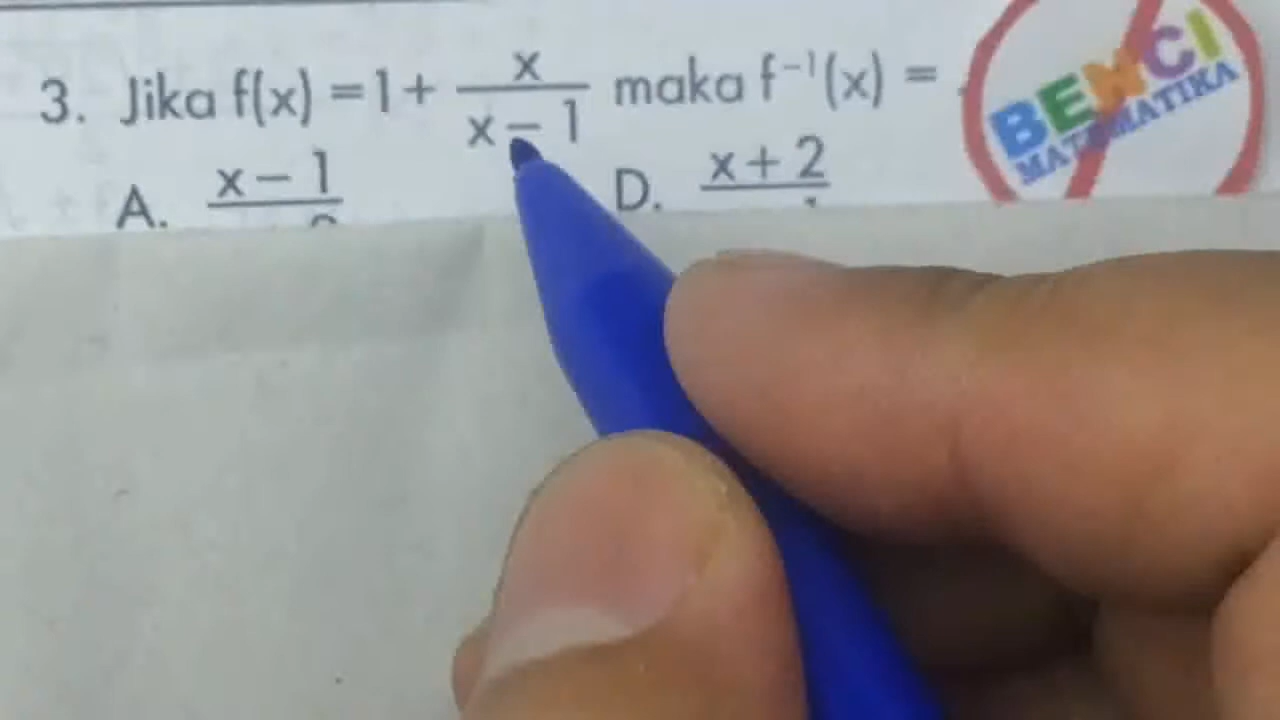 3. Jika f(x) = 1 + x/(x − 1) maka f⁻¹(x) =
A. x − 1
D. x + 2
BENCI
MATEMATIKA